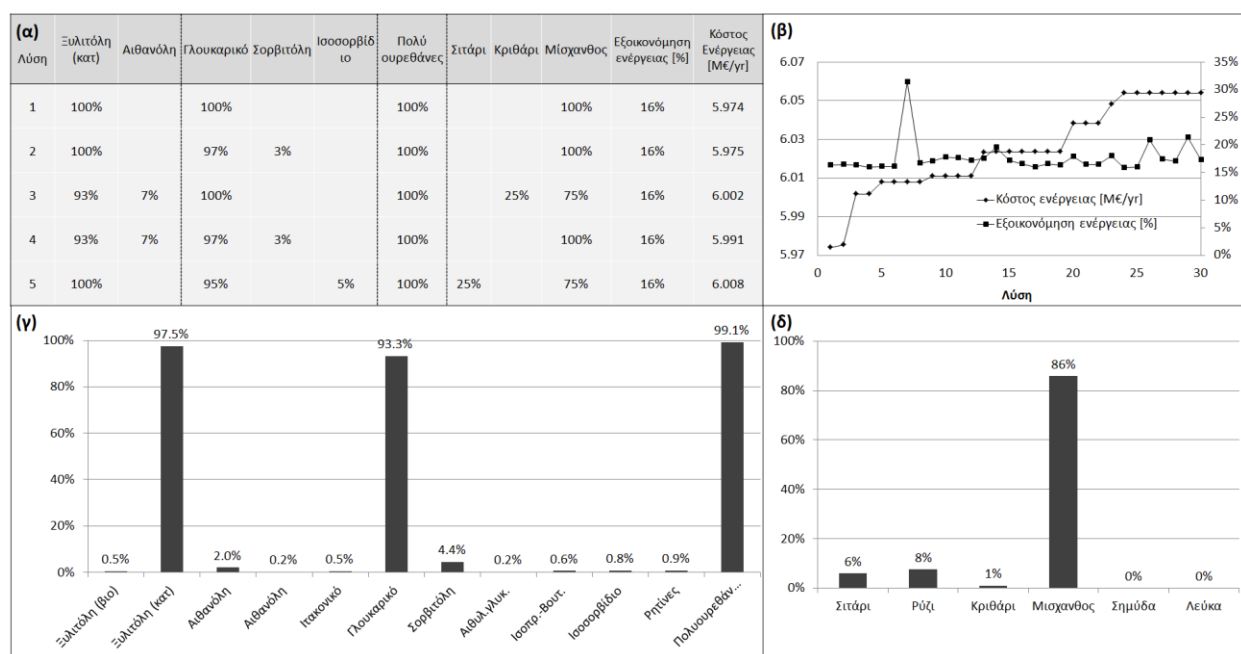 (α)
Λύση
Ξυλιτόλη (κατ)
Αιθανόλη
Γλουκαρικό
Σορβιτόλη
Ισοσορβίδ
ιο
Πολύ
ουρεθάνες
Σιτάρι
Κριθάρι
Μίσχανθος
Εξοικονόμηση
ενέργειας [%]
Κόστος
Ενέργειας
[M€/yr]
1 100% 100% 100% 100% 16% 5.974
2 100% 97% 3% 100% 100% 16% 5.975
3 93% 7% 100% 100% 25% 75% 16% 6.002
4 93% 7% 97% 3% 100% 100% 16% 5.991
5 100% 95% 5% 100% 25% 75% 16% 6.008
(β)
6.07 35%
6.05 30%
25%
6.03 20%
6.01 15%
5.99 10%
5%
5.97 0%
Κόστος ενέργειας [M€/yr]
Εξοικονόμηση ενέργειας [%]
0 5 10 15 20 25 30
Λύση
(γ)
100%
80%
60%
40%
20%
0%
0.5% 97.5% 2.0% 0.2% 0.5% 93.3% 4.4% 0.2% 0.6% 0.8% 0.9% 99.1%
Ξυλιτόλη (βιο)
Ξυλιτόλη (κατ)
Αιθανόλη
Αιθανόλη
Ιτακονικό
Γλουκαρικό
Σορβιτόλη
Αιθυλ.γλυκ.
Ισοπρ.-Βουτ.
Ισοσορβίδιο
Ρητίνες
Πολυουρεθάν...
(δ)
100%
80%
60%
40%
20%
0%
6% 8% 1% 86% 0% 0%
Σιτάρι Ρύζι Κριθάρι Μισχανθος Σημύδα Λεύκα